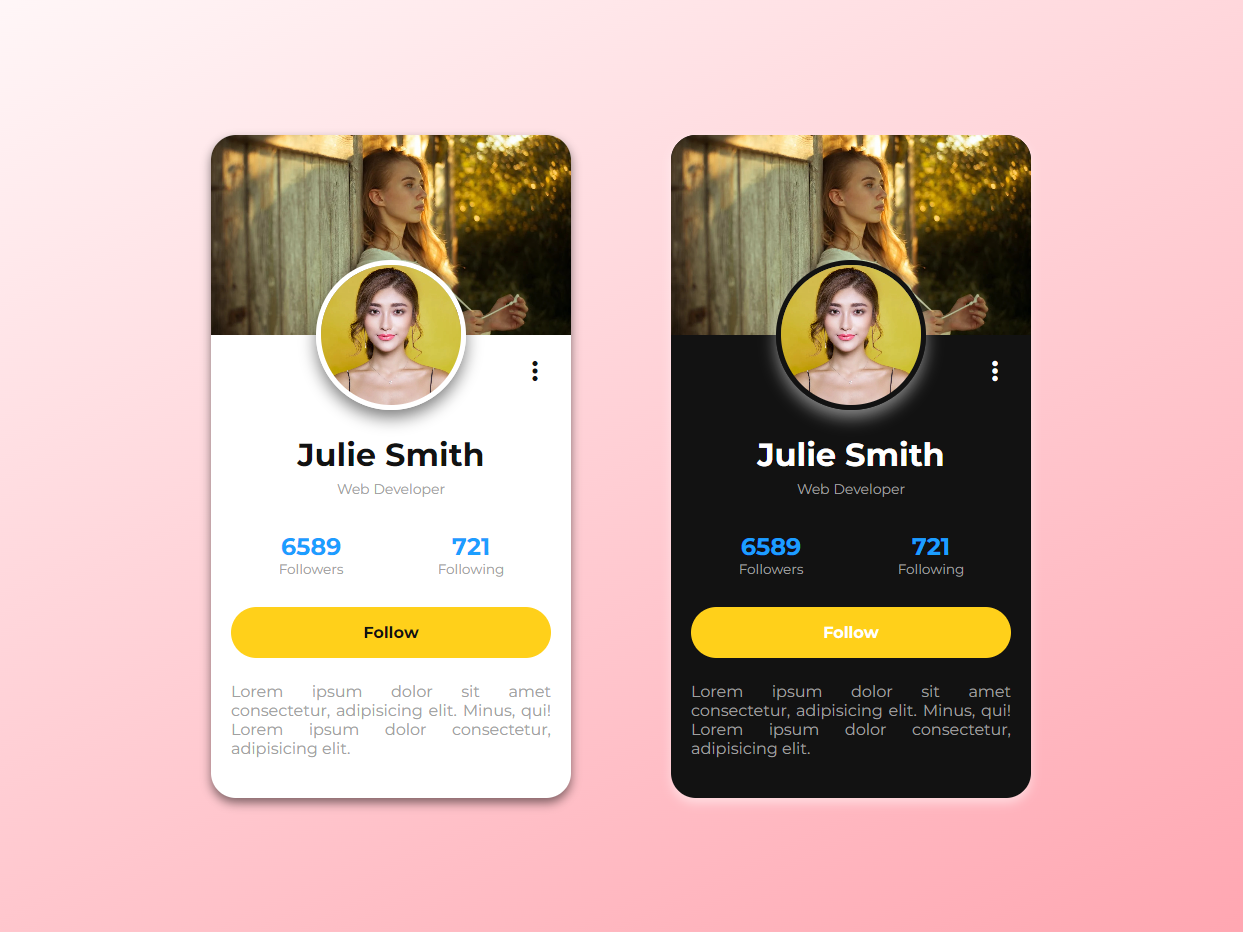 Julie Smith
Web Developer
6589
Followers
721
Following
Follow
Lorem ipsum dolor sit amet
consectetur, adipisicing elit. Minus, qui!
Lorem ipsum dolor consectetur,
adipisicing elit.
Julie Smith
Web Developer
6589
Followers
721
Following
Follow
Lorem ipsum dolor sit amet
consectetur, adipisicing elit. Minus, qui!
Lorem ipsum dolor consectetur,
adipisicing elit.